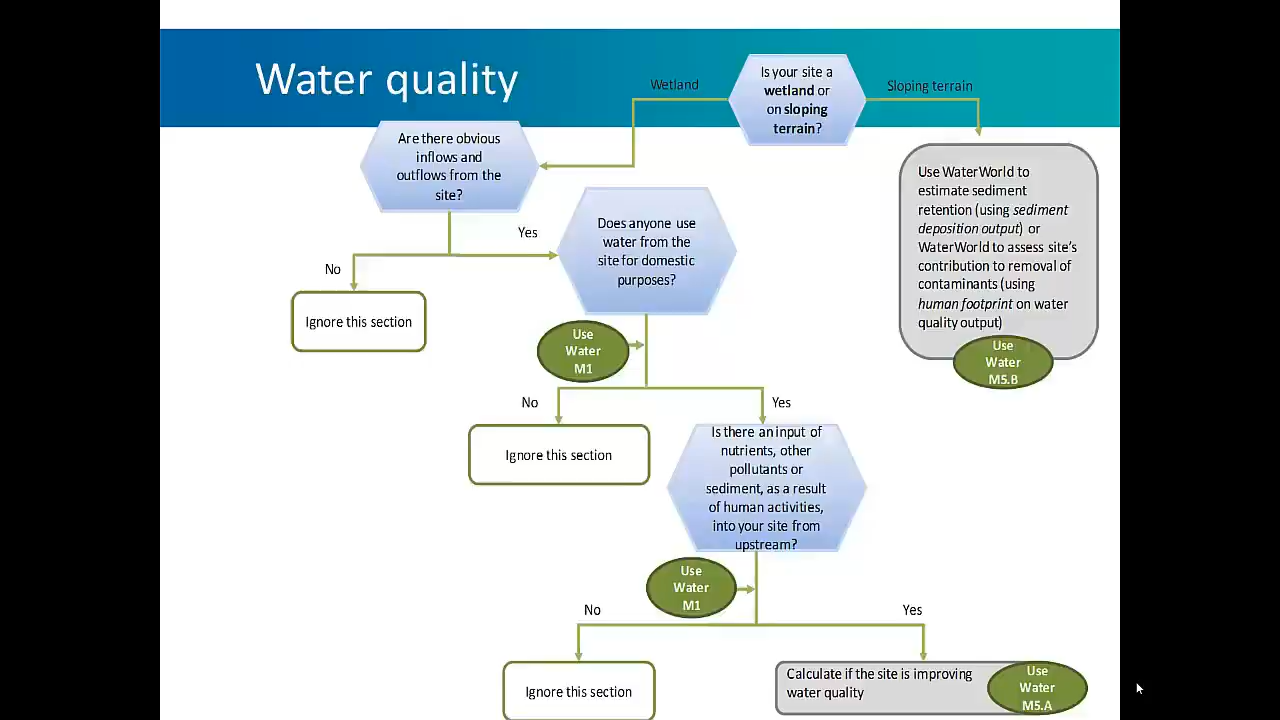 Water quality
Is your site a
wetland or
on sloping
terrain?
Wetland
Sloping terrain
Are there obvious
inflows and
outflows from the
site?
Use WaterWorld to
estimate sediment
retention (using sediment
deposition output) or
WaterWorld to assess site's
contribution to removal of
contaminants (using
human footprint on water
quality output)
Use
Water
M5.B
Yes
No
Does anyone use
water from the
site for domestic
purposes?
Ignore this section
Use
Water
M1
No
Yes
Ignore this section
Is there an input of
nutrients, other
pollutants or
sediment, as a result
of human activities,
into your site from
upstream?
Use
Water
M1
No
Yes
Ignore this section
Calculate if the site is improving
water quality
Use
Water
M5.A